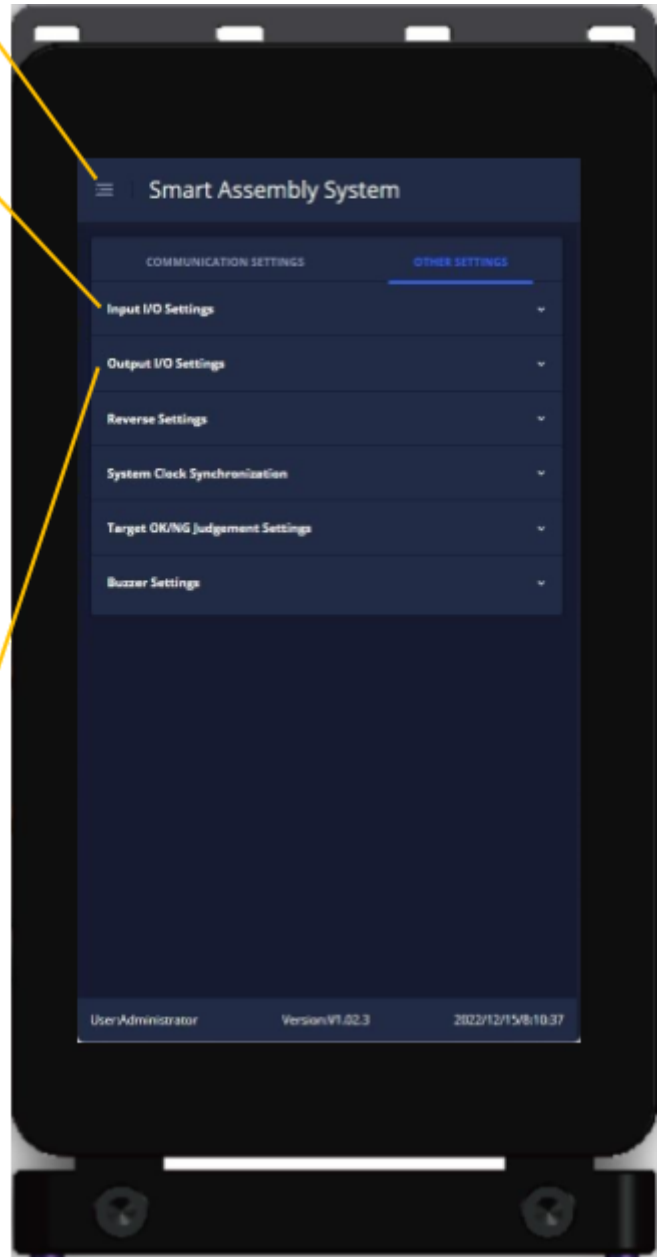 Smart Assembly System
COMMUNICATION SETTINGS OTHER SETTINGS
Input I/O Settings
Output I/O Settings
Reverse Settings
System Clock Synchronization
Target OK/NG Judgement Settings
Buzzer Settings
User:Administrator Version:V1.02.3 2022/12/15/8:10:37